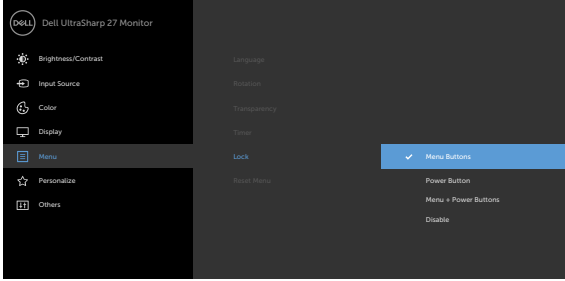 DELL Dell UltraSharp 27 Monitor
Brightness/Contrast
Language
Input Source
Rotation
Color
Transparency
Display
Timer
Menu
Lock
Menu Buttons
Personalize
Reset Menu
Power Button
Menu + Power Buttons
Others
Disable